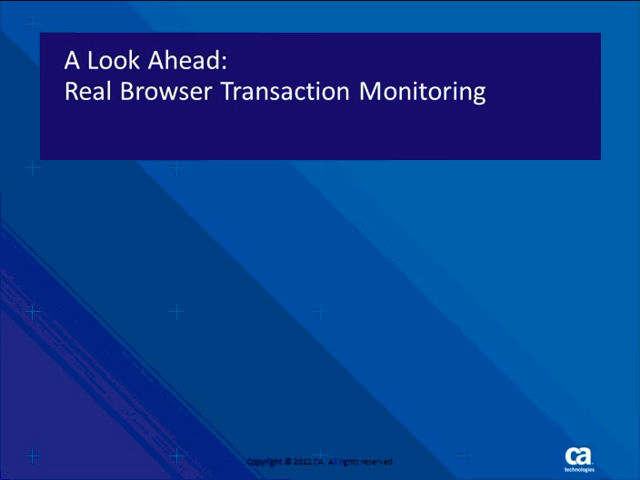 A Look Ahead:
Real Browser Transaction Monitoring
Copyright © 2012 CA. All rights reserved
ca
technologies